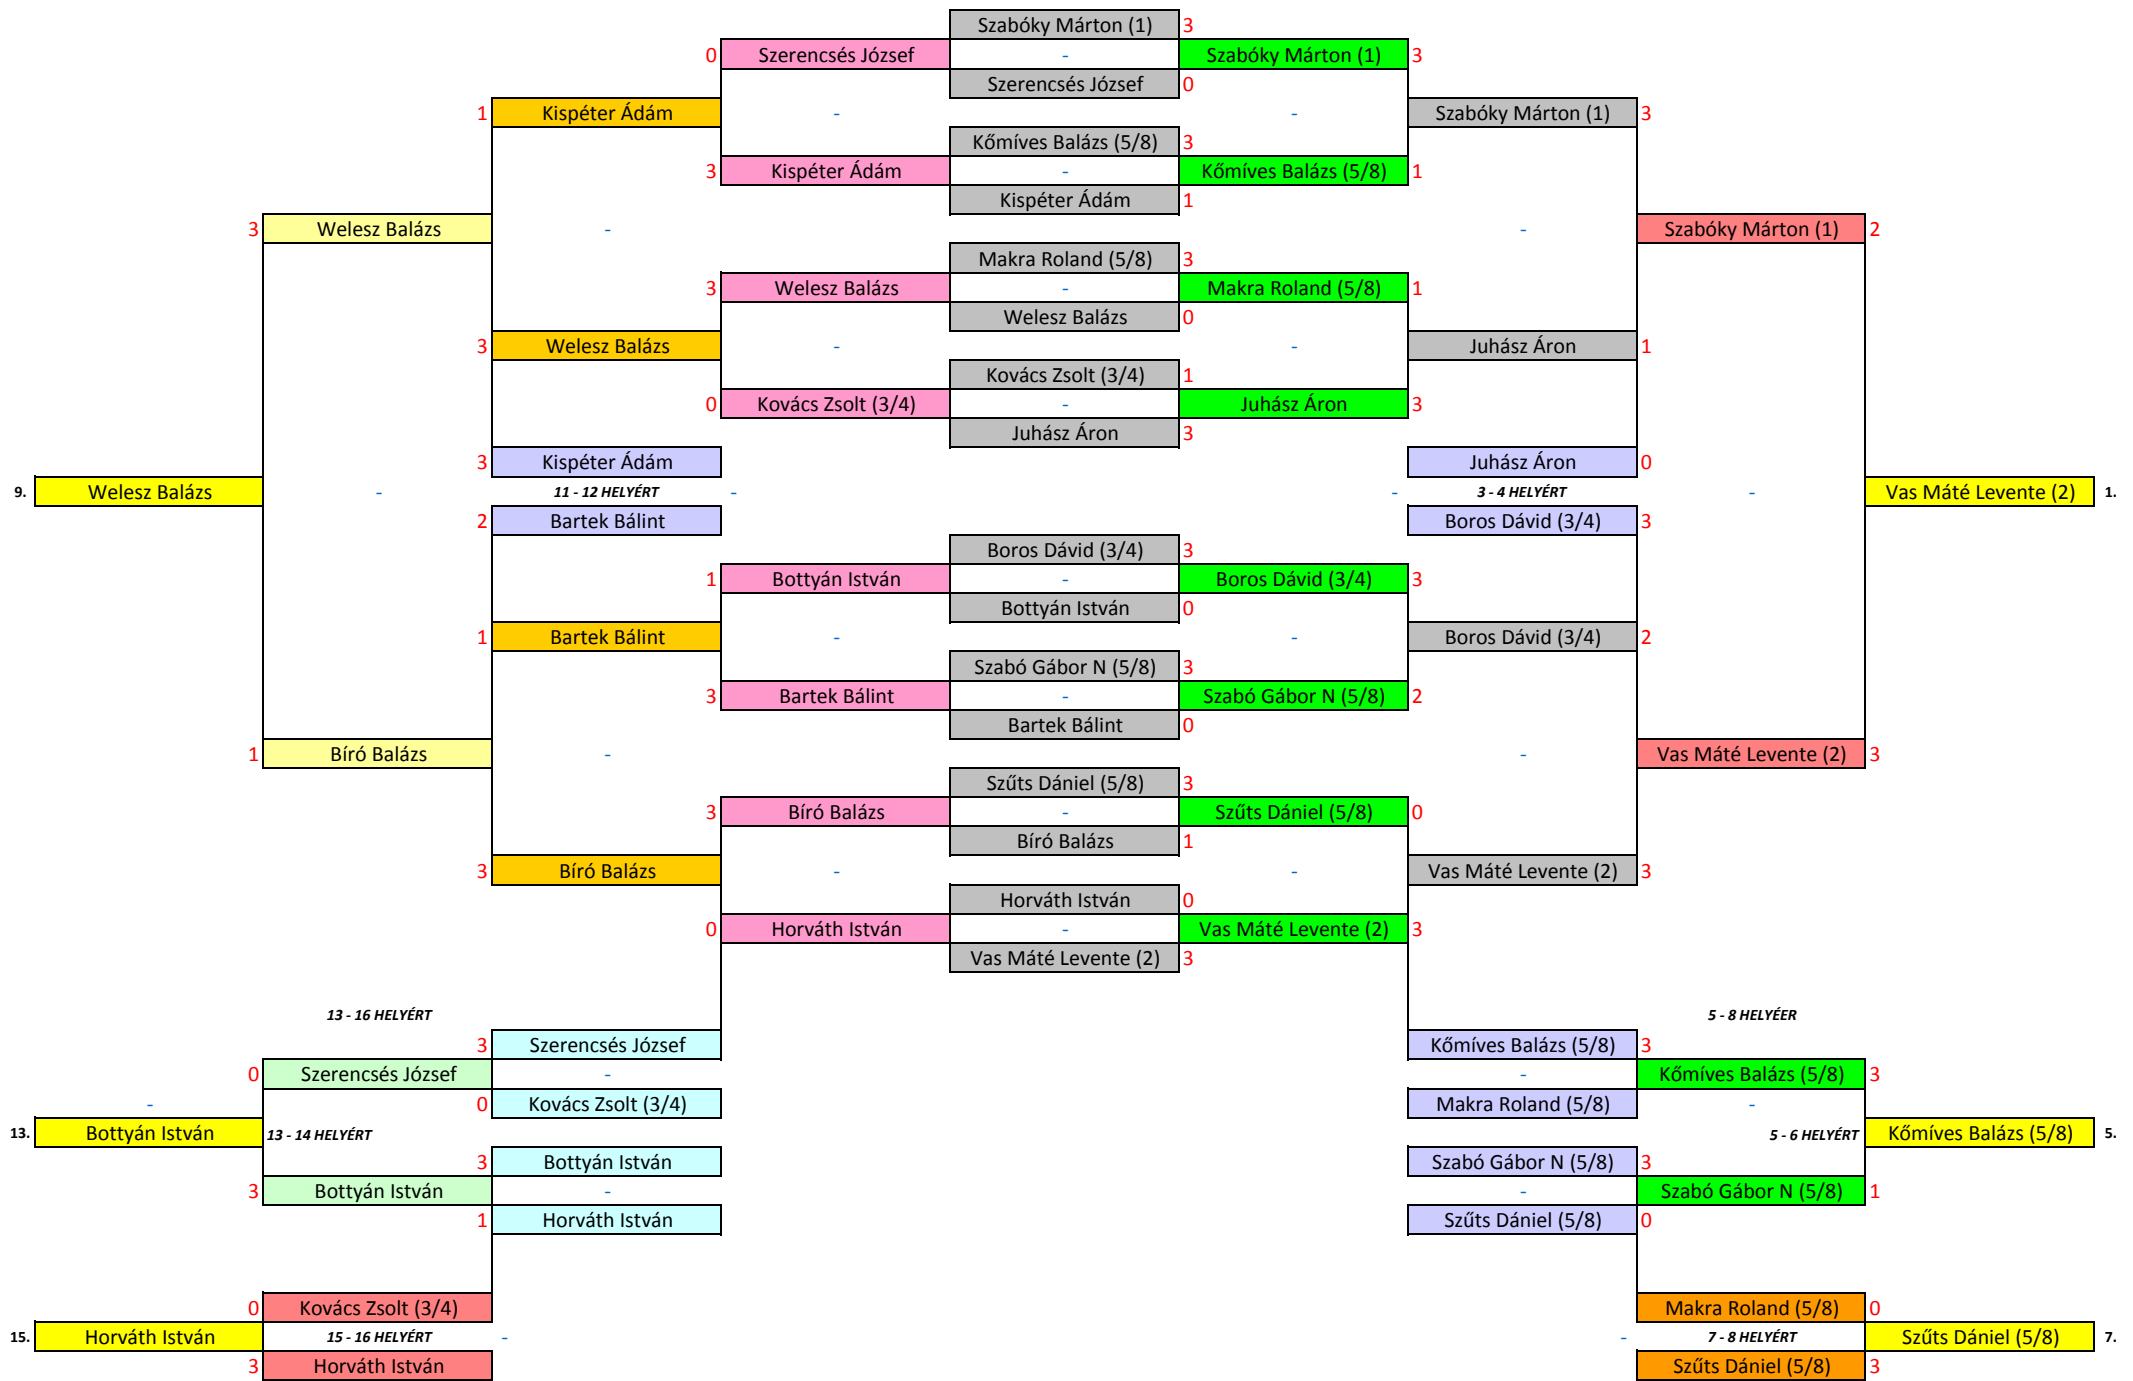 Szabóky Márton (1) 3
0 Szerencsés József - Szabóky Márton (1) 3
Szerencsés József 0
1 Kispéter Ádám - - Szabóky Márton (1) 3
Kőmíves Balázs (5/8) 3
3 Kispéter Ádám - Kőmíves Balázs (5/8) 1
Kispéter Ádám 1
3 Welesz Balázs - - Szabóky Márton (1) 2
Makra Roland (5/8) 3
3 Welesz Balázs - Makra Roland (5/8) 1
Welesz Balázs 0
3 Welesz Balázs - - Juhász Áron 1
Kovács Zsolt (3/4) 1
0 Kovács Zsolt (3/4) - Juhász Áron 3
Juhász Áron 3
3 Kispéter Ádám Juhász Áron 0
9. Welesz Balázs - 11 - 12 HELYÉRT - - 3 - 4 HELYÉRT - Vas Máté Levente (2) 1.
2 Bartek Bálint Boros Dávid (3/4) 3
Boros Dávid (3/4) 3
1 Bottyán István - Boros Dávid (3/4) 3
Bottyán István 0
1 Bartek Bálint - - Boros Dávid (3/4) 2
Szabó Gábor N (5/8) 3
3 Bartek Bálint - Szabó Gábor N (5/8) 2
Bartek Bálint 0
1 Bíró Balázs - - Vas Máté Levente (2) 3
Szűts Dániel (5/8) 3
3 Bíró Balázs - Szűts Dániel (5/8) 0
Bíró Balázs 1
3 Bíró Balázs - - Vas Máté Levente (2) 3
Horváth István 0
0 Horváth István - Vas Máté Levente (2) 3
Vas Máté Levente (2) 3
13 - 16 HELYÉRT 5 - 8 HELYÉER
3 Szerencsés József Kőmíves Balázs (5/8) 3
0 Szerencsés József - - Kőmíves Balázs (5/8) 3
- 0 Kovács Zsolt (3/4) Makra Roland (5/8) -
13. Bottyán István 13 - 14 HELYÉRT 5 - 6 HELYÉRT Kőmíves Balázs (5/8) 5.
3 Bottyán István Szabó Gábor N (5/8) 3
3 Bottyán István - - Szabó Gábor N (5/8) 1
1 Horváth István Szűts Dániel (5/8) 0
0 Kovács Zsolt (3/4) Makra Roland (5/8) 0
15. Horváth István 15 - 16 HELYÉRT - - 7 - 8 HELYÉRT Szűts Dániel (5/8) 7.
3 Horváth István Szűts Dániel (5/8) 3